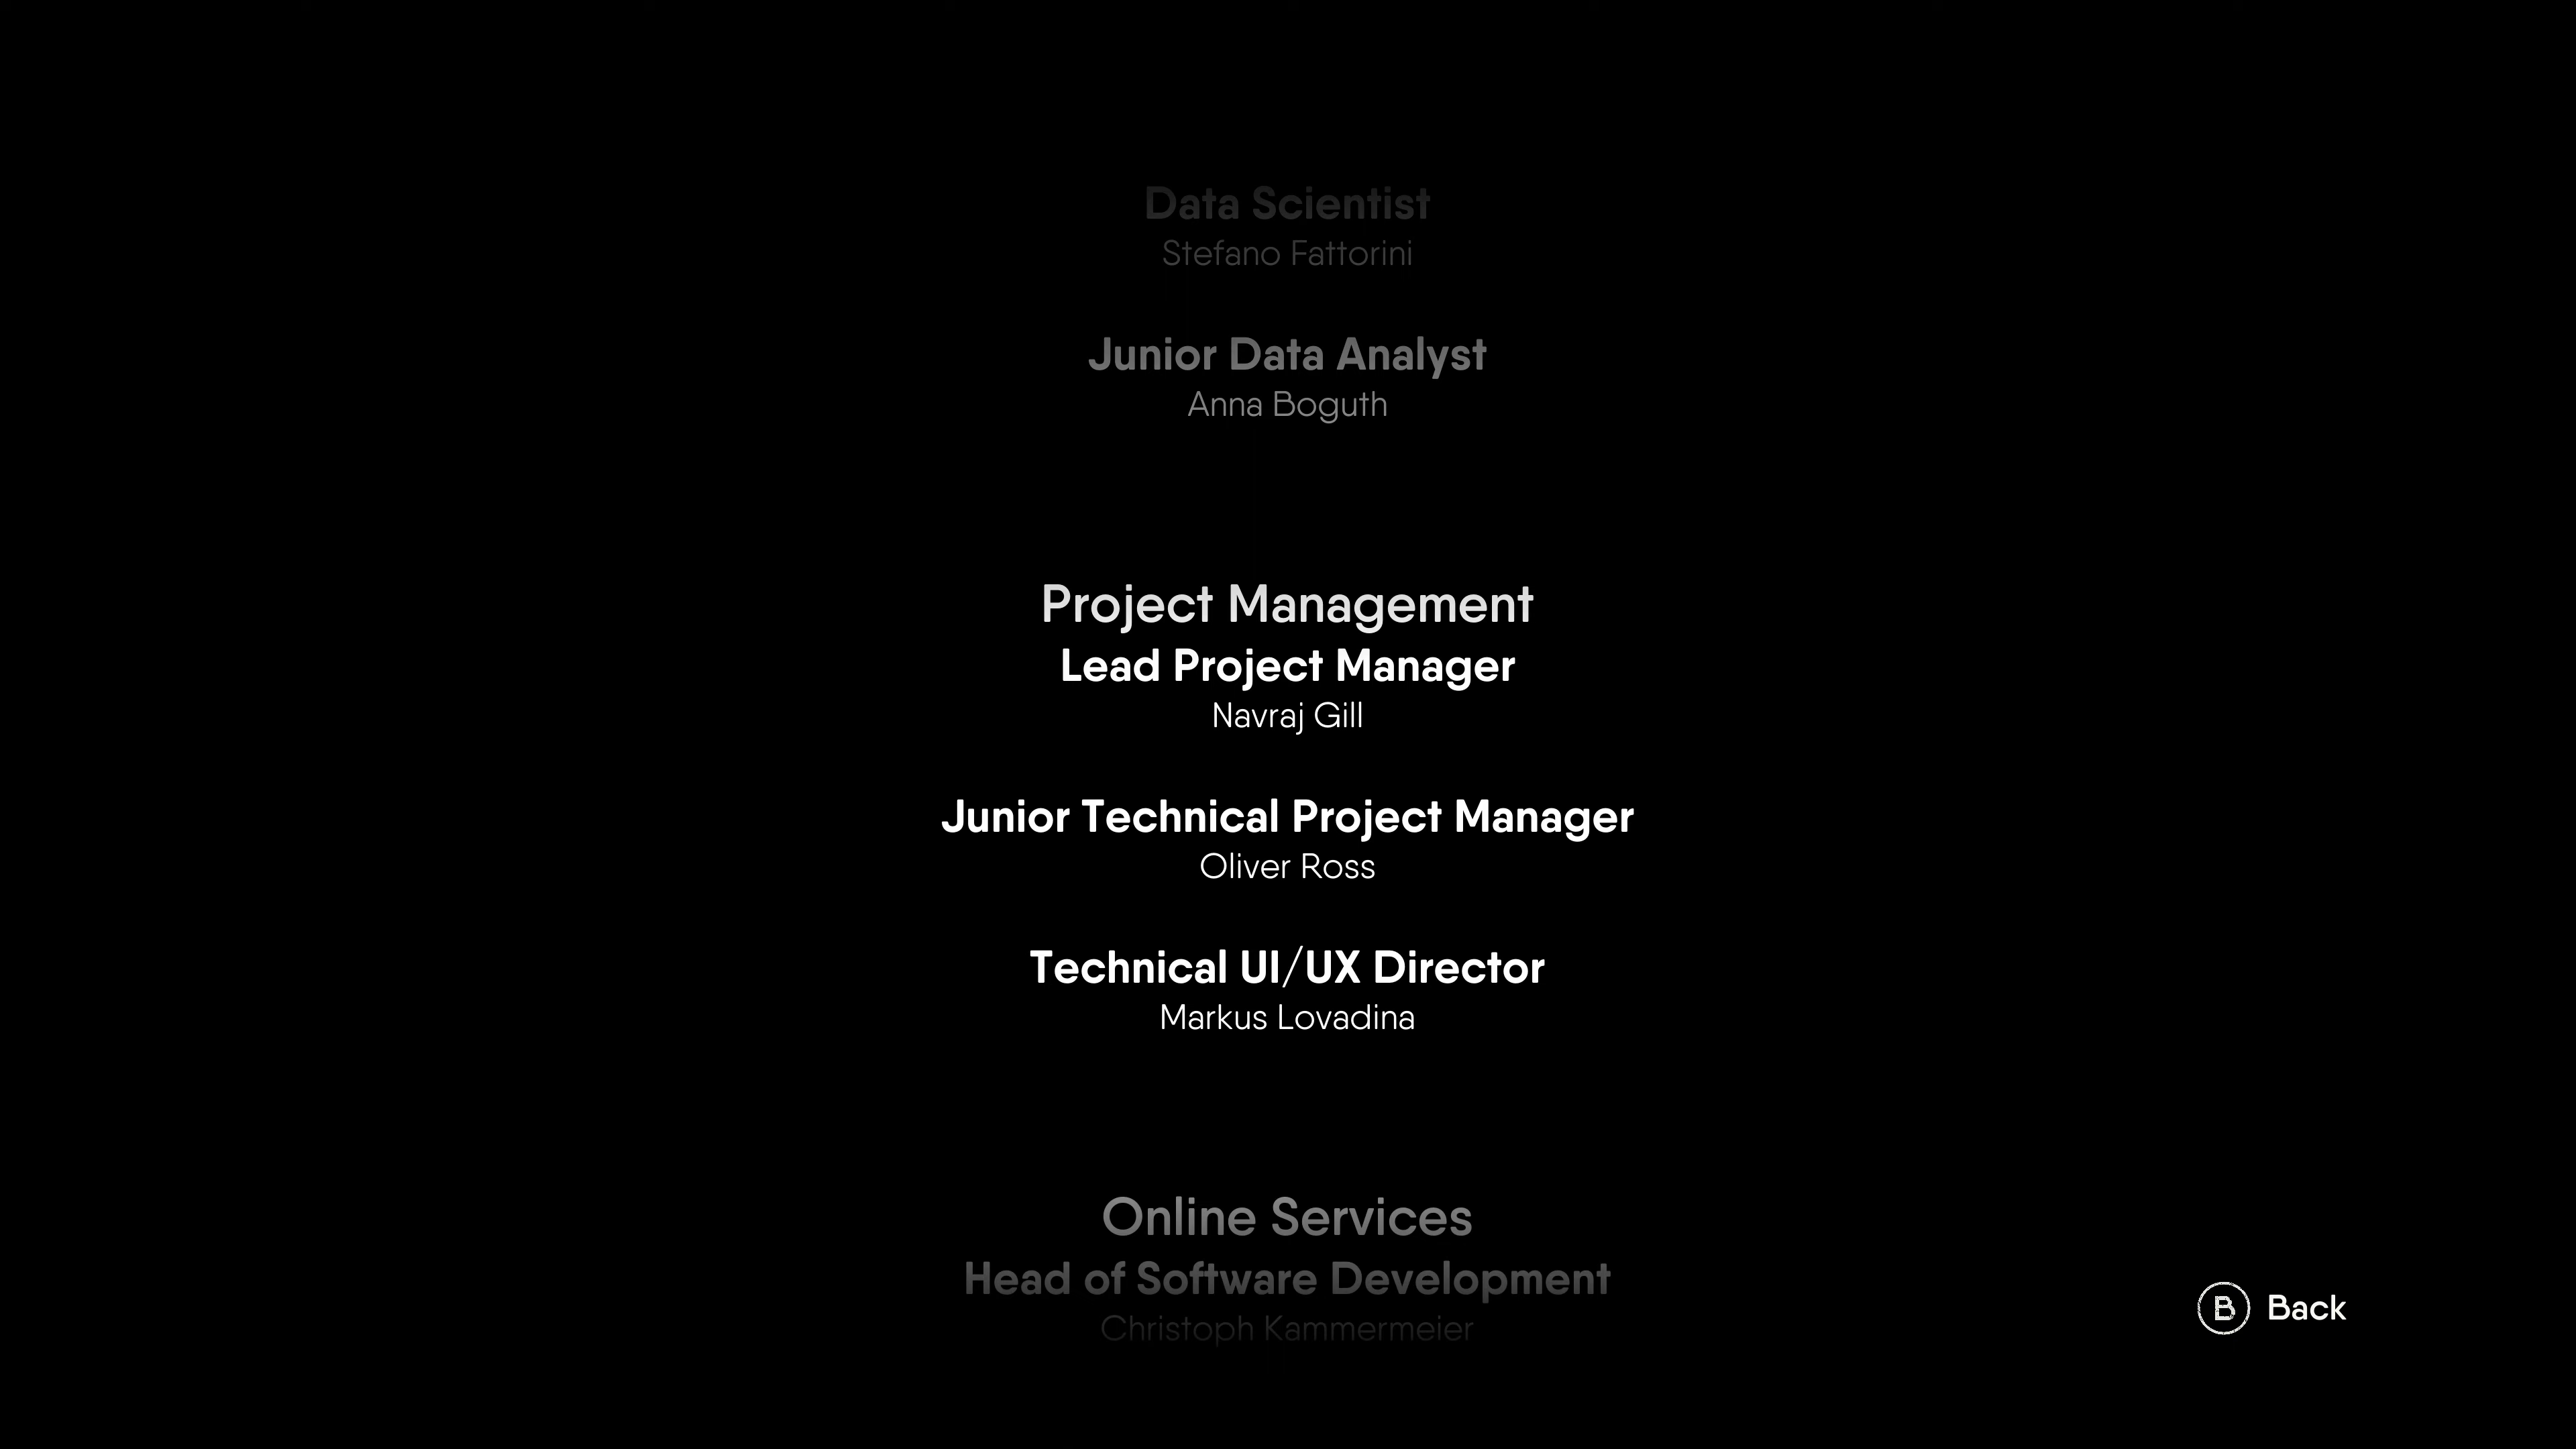 Data Scientist
Stefano Fattorini
Junior Data Analyst
Anna Boguth
Project Management
Lead Project Manager
Navraj Gill
Junior Technical Project Manager
Oliver Ross
Technical UI/UX Director
Markus Lovadina
Online Services
Head of Software Development
Christoph Kammermeier
B Back